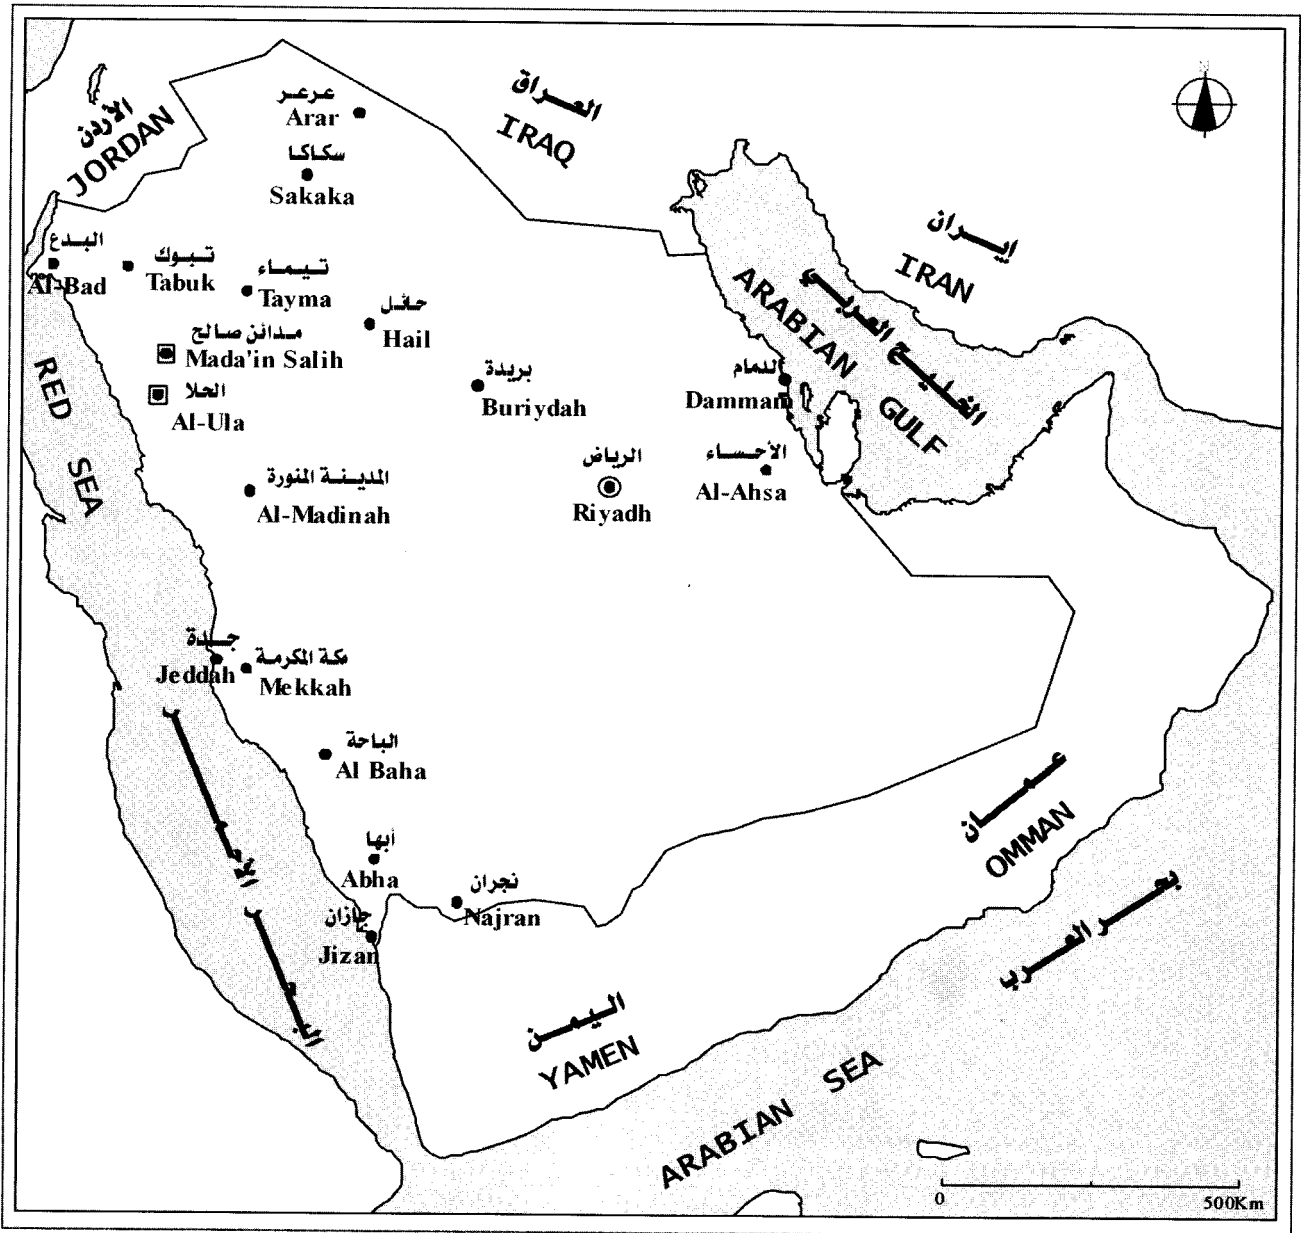 N
العراق
IRAQ
الأردن
JORDAN
عرعر
Arar
سكاكا
Sakaka
إيران
IRAN
البدع
Al-Bad
تبوك
Tabuk
تيماء
Tayma
حائل
Hail
مدائن صالح
Mada'in Salih
العلا
Al-Ula
بريدة
Buriydah
الدمام
Dammam
الخليج العربي
ARABIAN GULF
RED SEA
المدينة المنورة
Al-Madinah
الرياض
Riyadh
الأحساء
Al-Ahsa
جدة
Jeddah
مكة المكرمة
Mekkah
الباحة
Al Baha
أبها
Abha
جازان
Jizan
نجران
Najran
عمان
OMMAN
اليمن
YAMEN
بحر العرب
ARABIAN SEA
البحر الأحمر
0
500Km